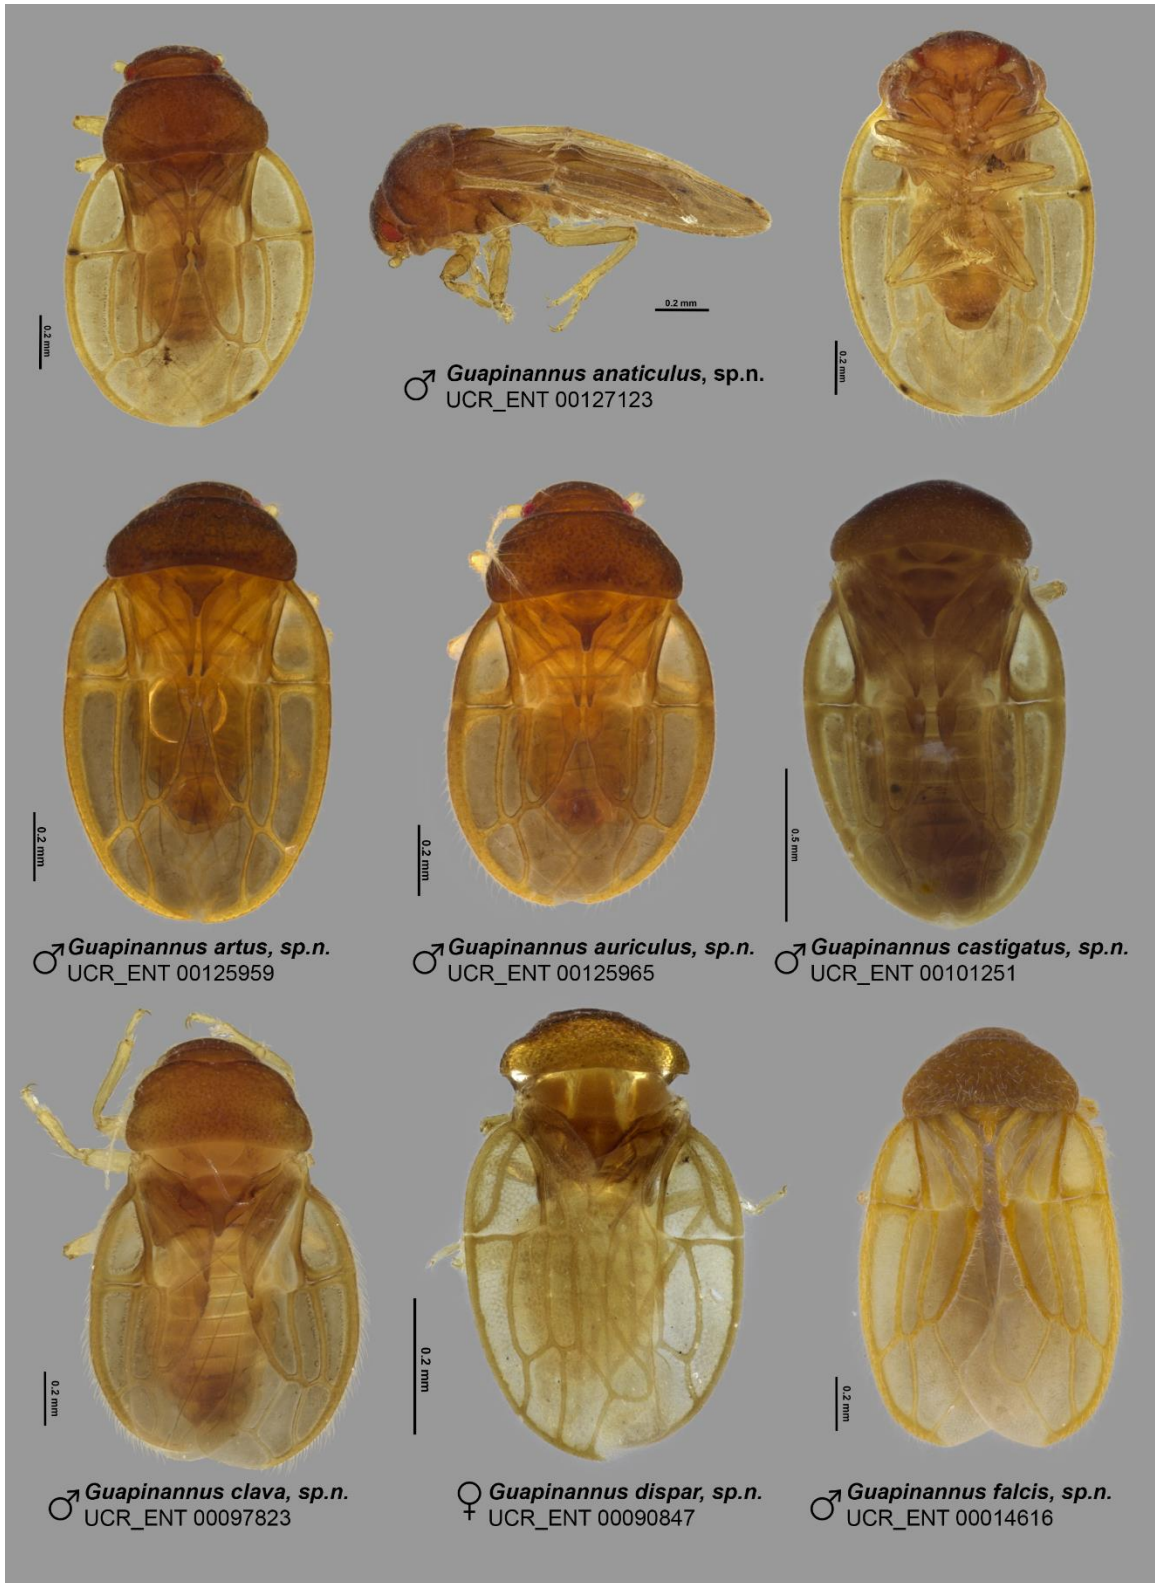 0.2 mm
0.2 mm
0.2 mm
♂ Guapinannus anaticulus, sp.n.
UCR_ENT 00127123
0.2 mm
0.2 mm
0.5 mm
♂ Guapinannus artus, sp.n.
UCR_ENT 00125959
♂ Guapinannus auriculus, sp.n.
UCR_ENT 00125965
♂ Guapinannus castigatus, sp.n.
UCR_ENT 00101251
0.2 mm
0.2 mm
0.2 mm
♂ Guapinannus clava, sp.n.
UCR_ENT 00097823
♀ Guapinannus dispar, sp.n.
UCR_ENT 00090847
♂ Guapinannus falcis, sp.n.
UCR_ENT 00014616